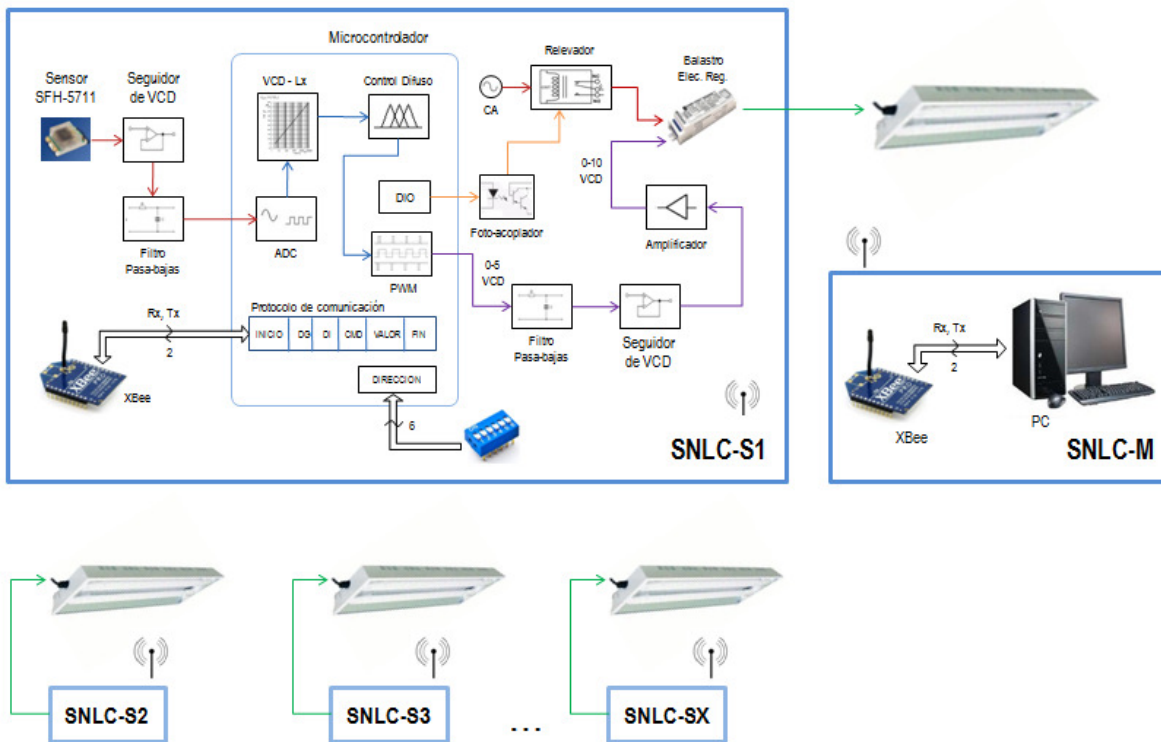 Microcontrolador
Sensor
SFH-5711
Seguidor
de VCD
VCD - Lx
Control Difuso
Relevador
Balastro
Elec. Reg.
CA
0-10
VCD
DIO
Foto-acoplador
Amplificador
Filtro
Pasa-bajas
ADC
PWM
0-5
VCD
Filtro
Pasa-bajas
Seguidor
de VCD
Protocolo de comunicación
INICIO DG DI CMD VALOR FIN
Rx, Tx
2
XBee
XBee
DIRECCION
6
SNLC-S1
Rx, Tx
2
XBee
XBee
PC
SNLC-M
SNLC-S2
SNLC-S3
...
SNLC-SX